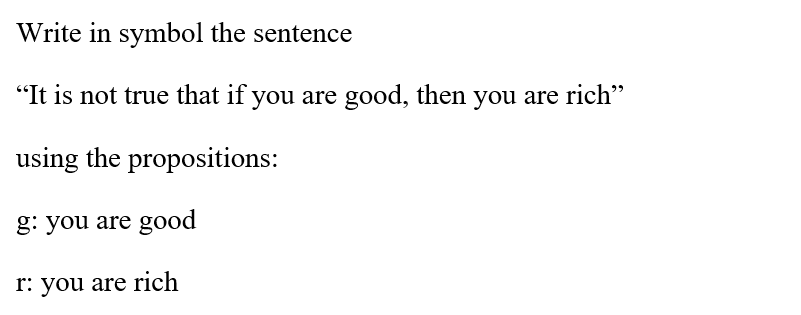 Write in symbol the sentence
“It is not true that if you are good, then you are rich”
using the propositions:
g: you are good
r: you are rich